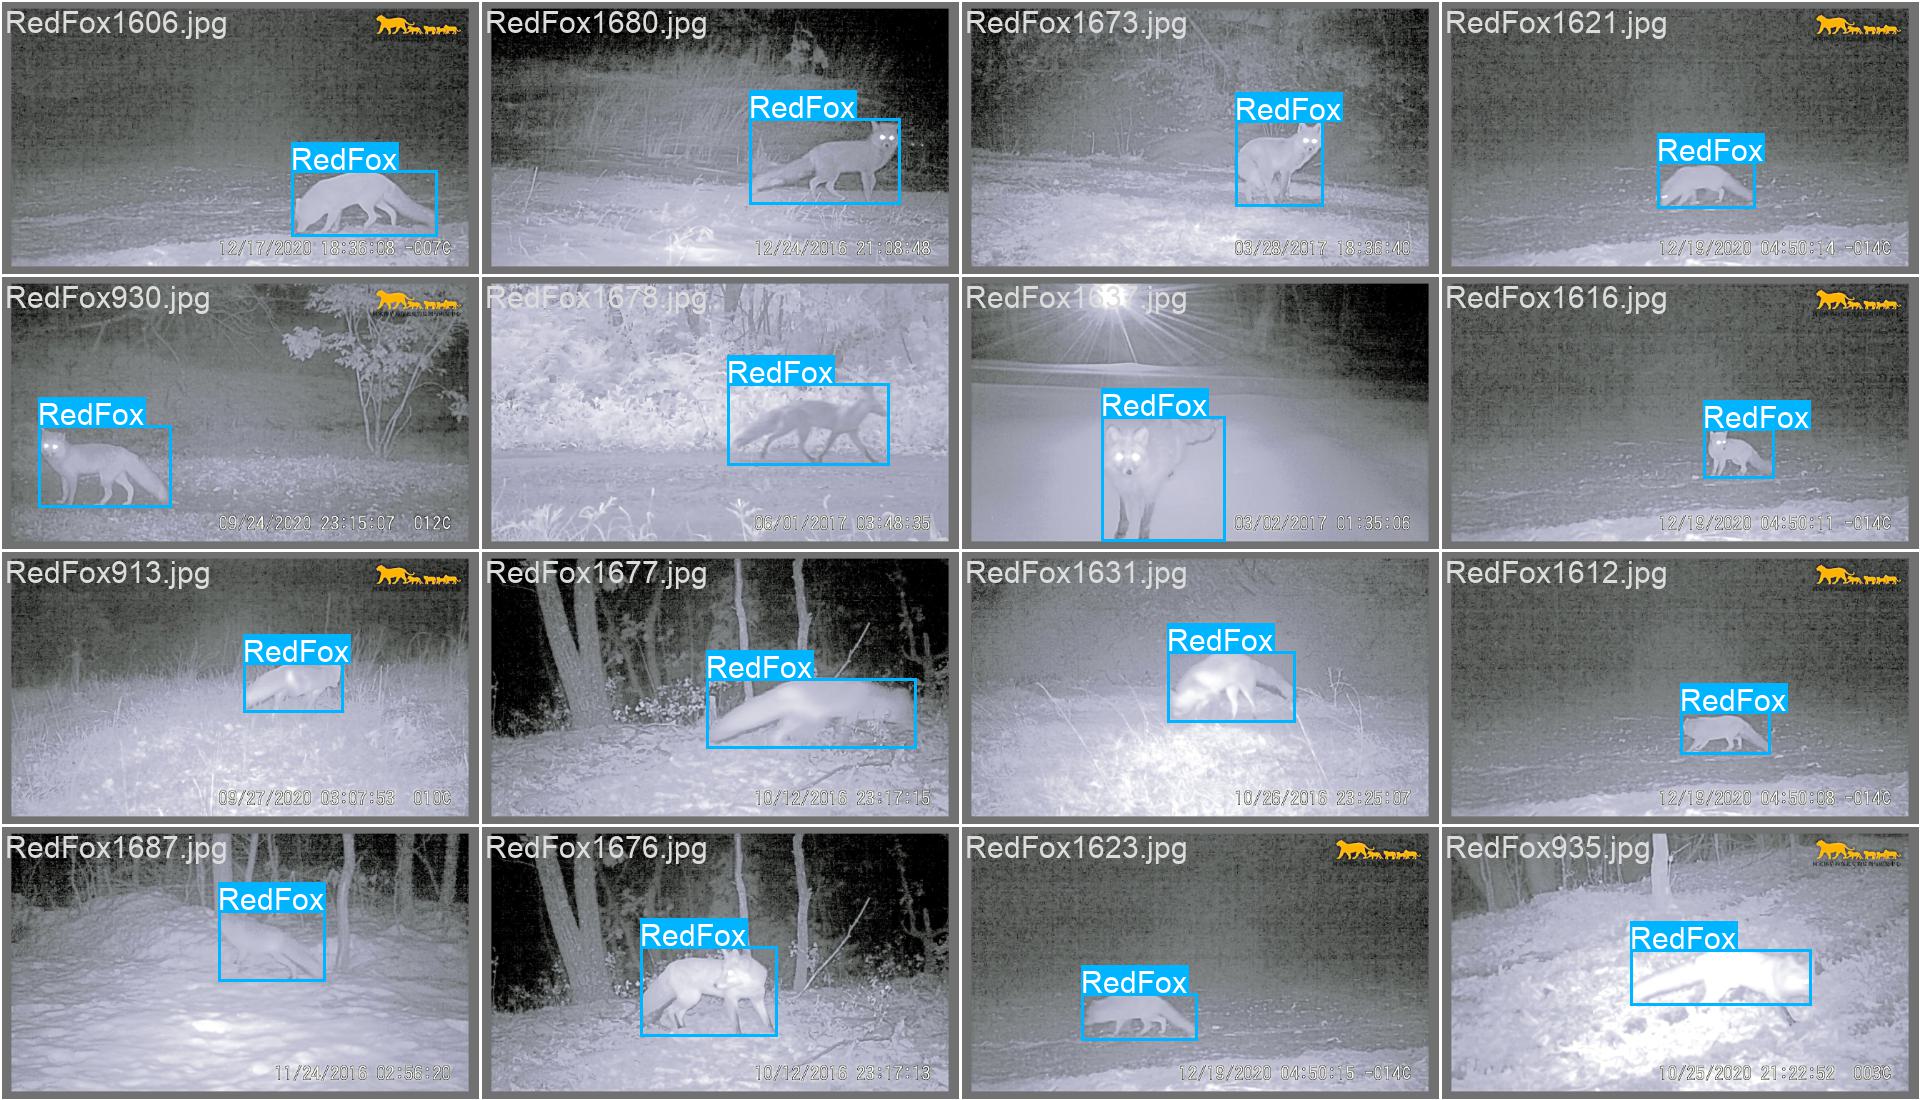 RedFox1606.jpg
RedFox
12/17/2020 18:36:08 -007C
RedFox1680.jpg
RedFox
12/24/2016 21:08:48
RedFox1673.jpg
RedFox
03/28/2017 18:36:40
RedFox1621.jpg
RedFox
12/19/2020 04:50:14 -014C
RedFox930.jpg
RedFox
09/24/2020 23:15:07 012C
RedFox1678.jpg
RedFox
06/01/2017 03:48:35
RedFox1637.jpg
RedFox
03/02/2017 01:35:06
RedFox1616.jpg
RedFox
12/19/2020 04:50:11 -014C
RedFox913.jpg
RedFox
09/27/2020 03:07:53 010C
RedFox1677.jpg
RedFox
10/12/2016 23:17:15
RedFox1631.jpg
RedFox
10/26/2016 23:25:07
RedFox1612.jpg
RedFox
12/19/2020 04:50:08 -014C
RedFox1687.jpg
RedFox
11/24/2016 02:56:20
RedFox1676.jpg
RedFox
10/12/2016 23:17:13
RedFox1623.jpg
RedFox
12/19/2020 04:50:15 -014C
RedFox935.jpg
RedFox
10/25/2020 21:22:52 003C